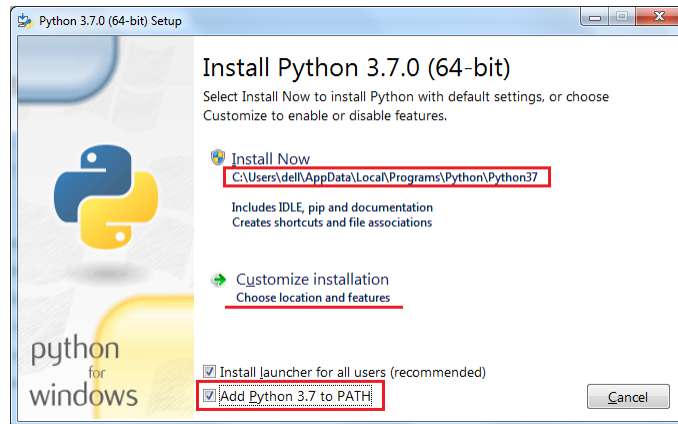 Python 3.7.0 (64-bit) Setup
Install Python 3.7.0 (64-bit)
Select Install Now to install Python with default settings, or choose
Customize to enable or disable features.
Install Now
C:\Users\dell\AppData\Local\Programs\Python\Python37
Includes IDLE, pip and documentation
Creates shortcuts and file associations
Customize installation
Choose location and features
python
for
windows
Install launcher for all users (recommended)
Add Python 3.7 to PATH
Cancel